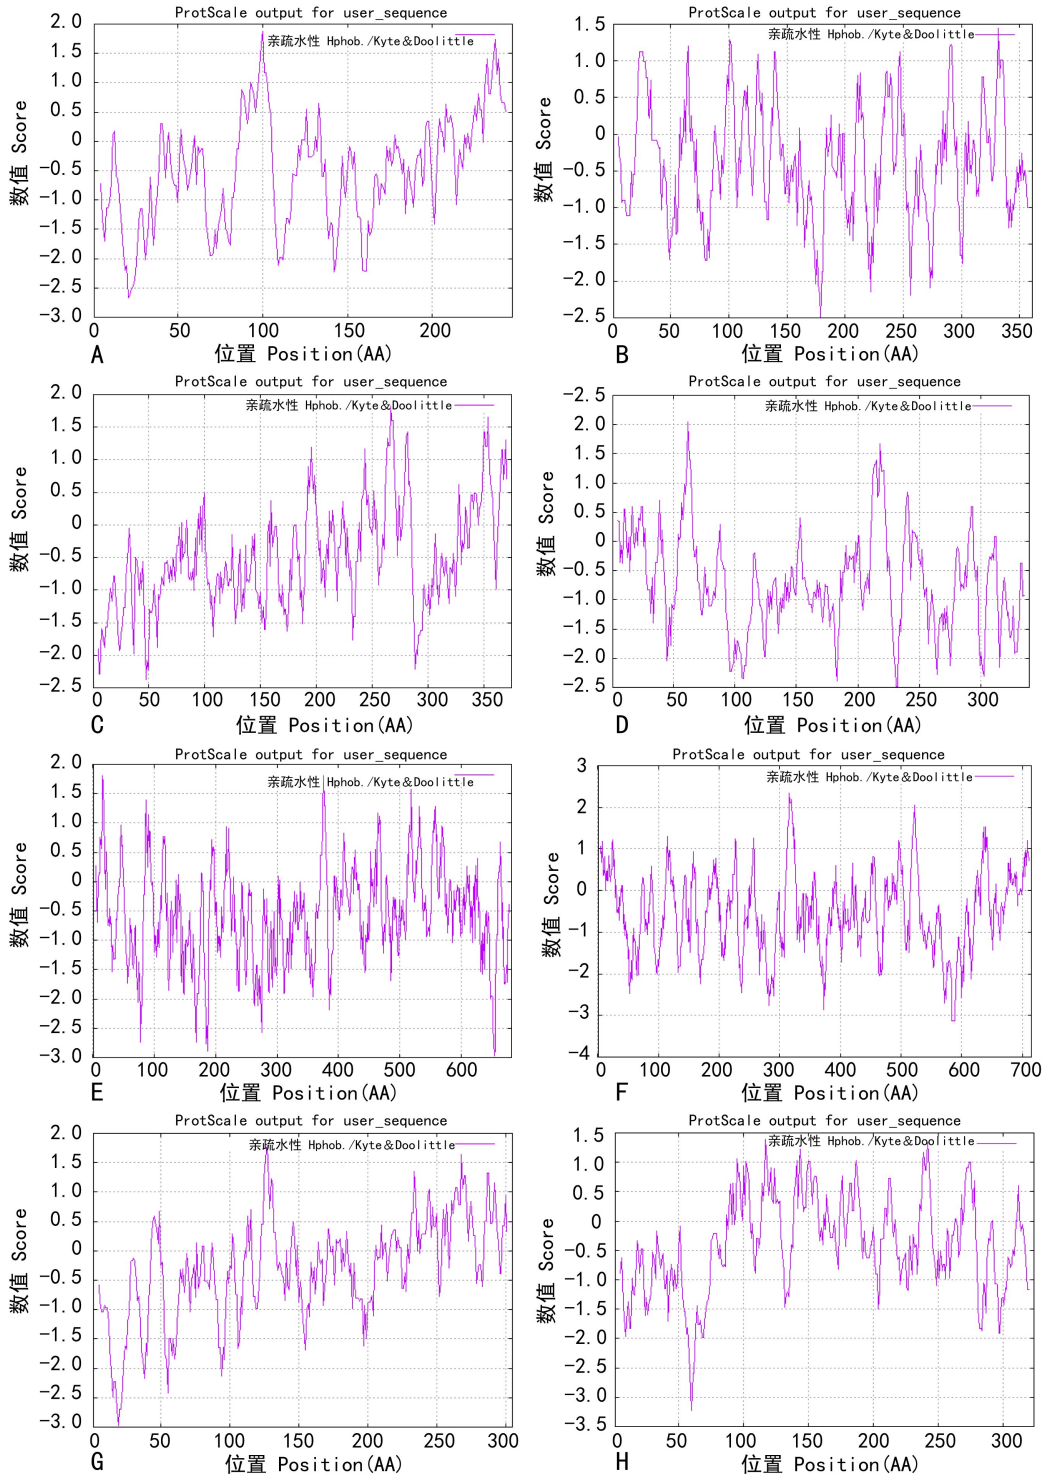 ProtScale output for user_sequence
亲疏水性 Hphob./Kyte＆Doolittle
数值 Score
2.0
1.5
1.0
0.5
0
−0.5
−1.0
−1.5
−2.0
−2.5
−3.0
0 50 100 150 200
A 位置 Position(AA)
ProtScale output for user_sequence
亲疏水性 Hphob./Kyte＆Doolittle
数值 Score
1.5
1.0
0.5
0
−0.5
−1.0
−1.5
−2.0
−2.5
0 50 100 150 200 250 300 350
B 位置 Position(AA)
ProtScale output for user_sequence
亲疏水性 Hphob./Kyte＆Doolittle
数值 Score
2.0
1.5
1.0
0.5
0
−0.5
−1.0
−1.5
−2.0
−2.5
0 50 100 150 200 250 300 350
C 位置 Position(AA)
ProtScale output for user_sequence
亲疏水性 Hphob./Kyte＆Doolittle
数值 Score
−2.5
2.0
1.5
1.0
0.5
0
−0.5
−1.0
−1.5
−2.0
−2.5
0 50 100 150 200 250 300
D 位置 Position(AA)
ProtScale output for user_sequence
亲疏水性 Hphob./Kyte＆Doolittle
数值 Score
2.0
1.5
1.0
0.5
0
−0.5
−1.0
−1.5
−2.0
−2.5
−3.0
0 100 200 300 400 500 600
E 位置 Position(AA)
ProtScale output for user_sequence
亲疏水性 Hphob./Kyte＆Doolittle
数值 Score
3
2
1
0
−1
−2
−3
−4
0 100 200 300 400 500 600 700
F 位置 Position(AA)
ProtScale output for user_sequence
亲疏水性 Hphob./Kyte＆Doolittle
数值 Score
2.0
1.5
1.0
0.5
0
−0.5
−1.0
−1.5
−2.0
−2.5
−3.0
0 50 100 150 200 250 300
G 位置 Position(AA)
ProtScale output for user_sequence
亲疏水性 Hphob./Kyte＆Doolittle
数值 Score
1.5
1.0
0.5
0
−0.5
−1.0
−1.5
−2.0
−2.5
−3.0
−3.5
0 50 100 150 200 250 300
H 位置 Position(AA)